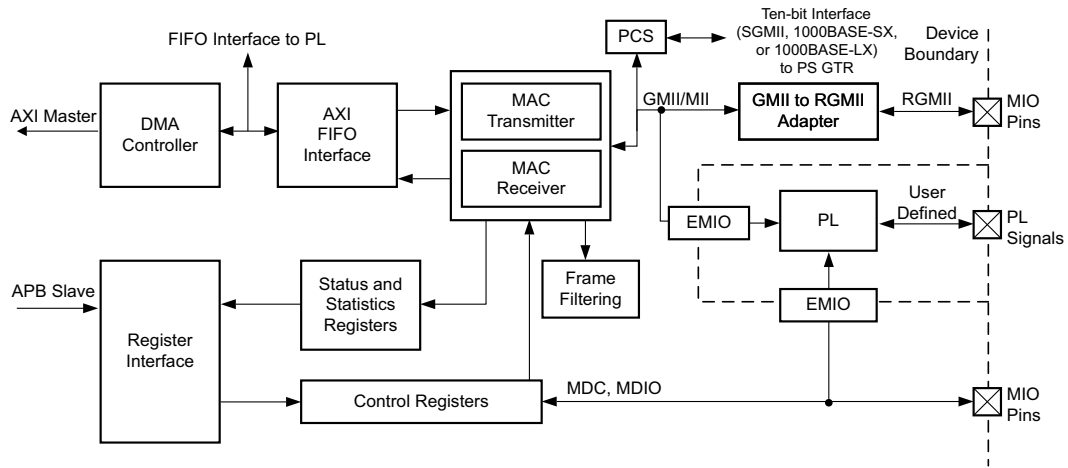 FIFO Interface to PL
Ten-bit Interface
(SGMII, 1000BASE-SX,
or 1000BASE-LX)
to PS GTR
Device
Boundary
PCS
AXI Master
DMA
Controller
AXI
FIFO
Interface
MAC
Transmitter
MAC
Receiver
GMII/MII
GMII to RGMII
Adapter
RGMII
MIO
Pins
EMIO
PL
User
Defined
PL
Signals
EMIO
APB Slave
Register
Interface
Status and
Statistics
Registers
Frame
Filtering
Control Registers
MDC, MDIO
MIO
Pins